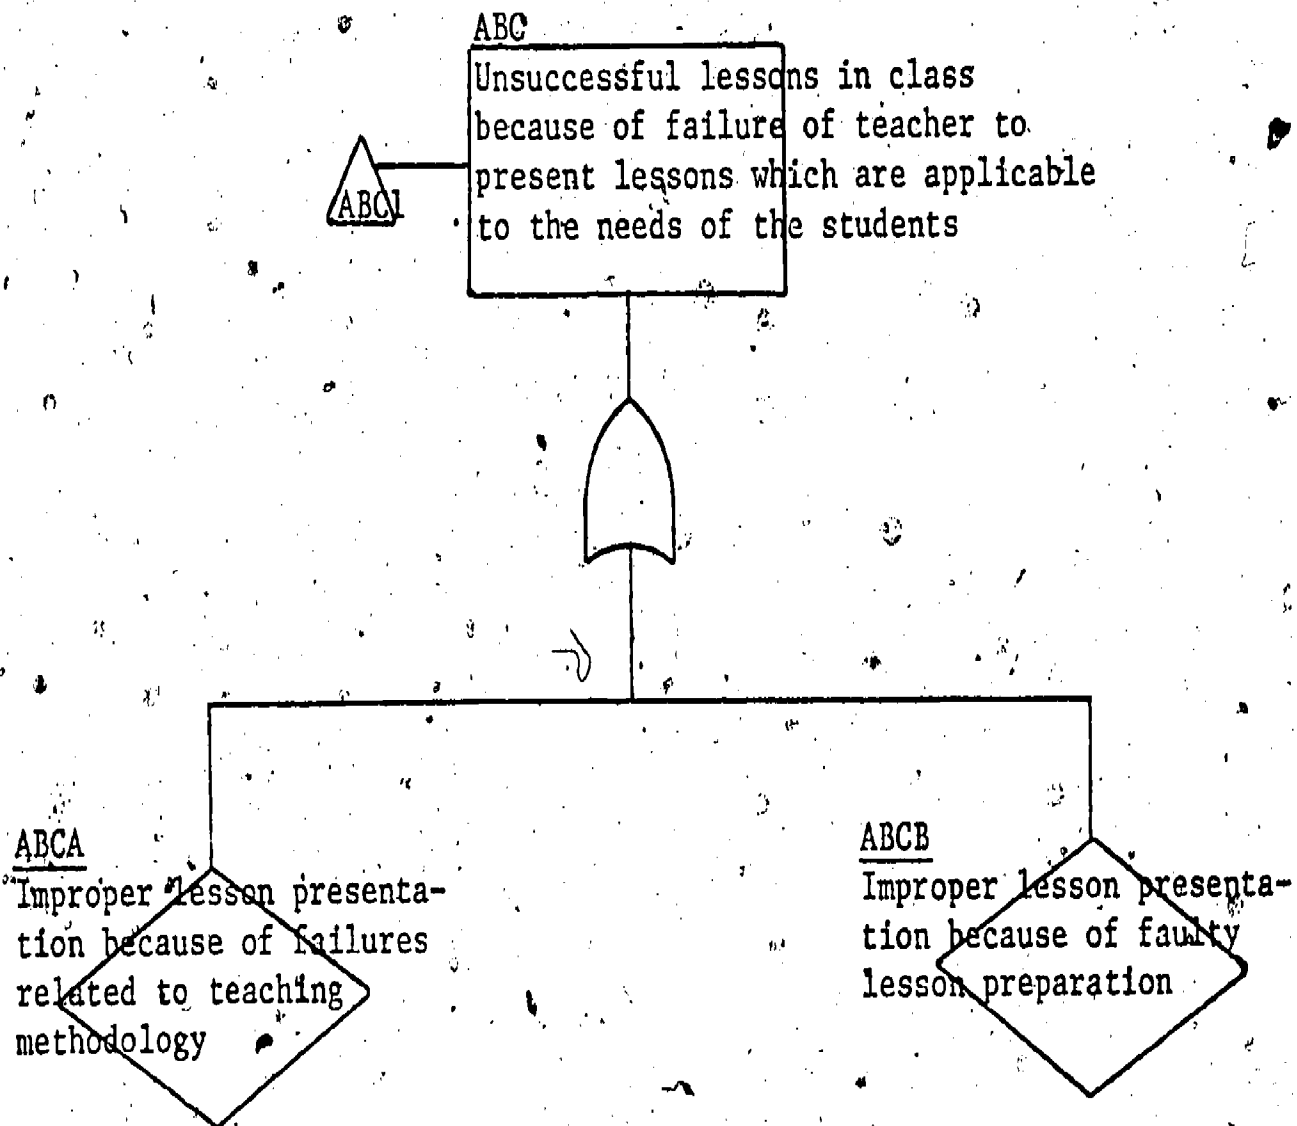 ABC
Unsuccessful lessons in class
because of failure of teacher to
present lessons which are applicable
to the needs of the students
ABC1
ABCA
Improper lesson presenta-
tion because of failures
related to teaching
methodology
ABCB
Improper lesson presenta-
tion because of faulty
lesson preparation